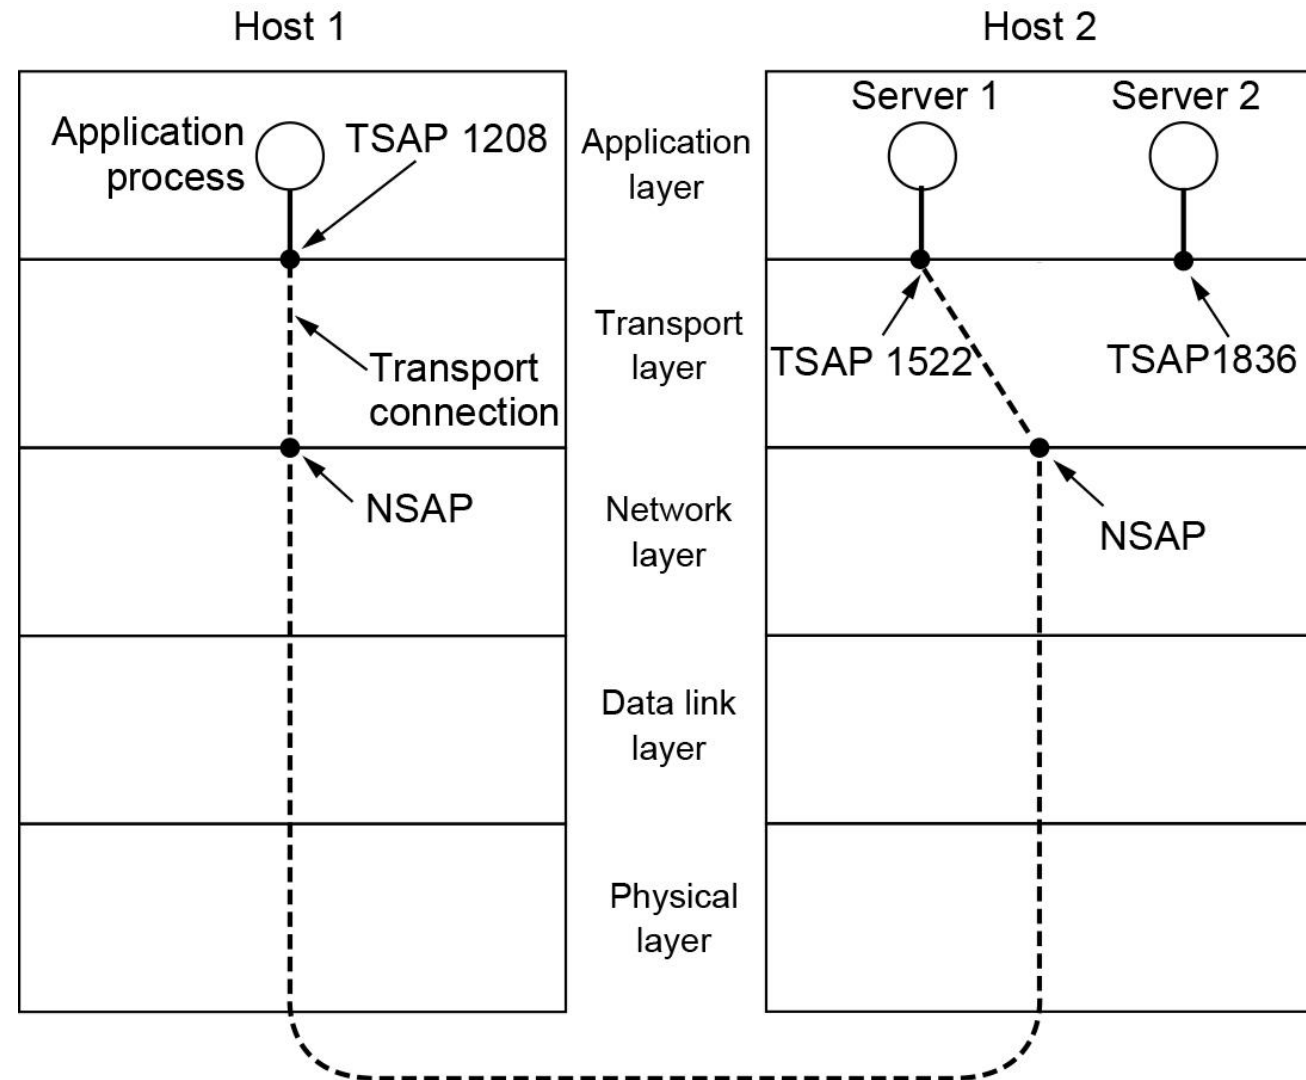 Host 1
Host 2
Application
process
TSAP 1208
Application
layer
Server 1
Server 2
Transport
layer
Transport
connection
TSAP 1522
TSAP1836
NSAP
Network
layer
NSAP
Data link
layer
Physical
layer